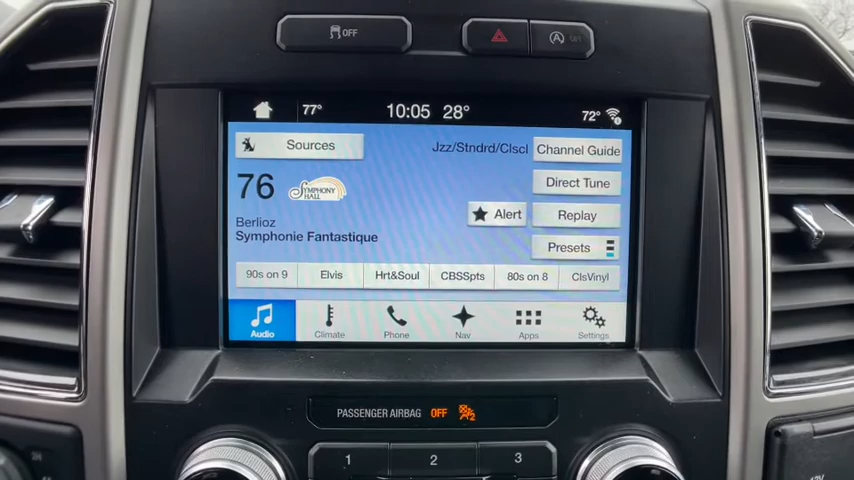 OFF
77° 10:05 28° 72°
Sources Jzz/Stndrd/Clscl Channel Guide
76 SYMPHONY HALL Direct Tune
Alert Replay
Berlioz
Symphonie Fantastique Presets
90s on 9 Elvis Hrt&Soul CBSSpts 80s on 8 ClsVinyl
Audio Climate Phone Nav Apps Settings
PASSENGER AIRBAG OFF 2
1 2 3